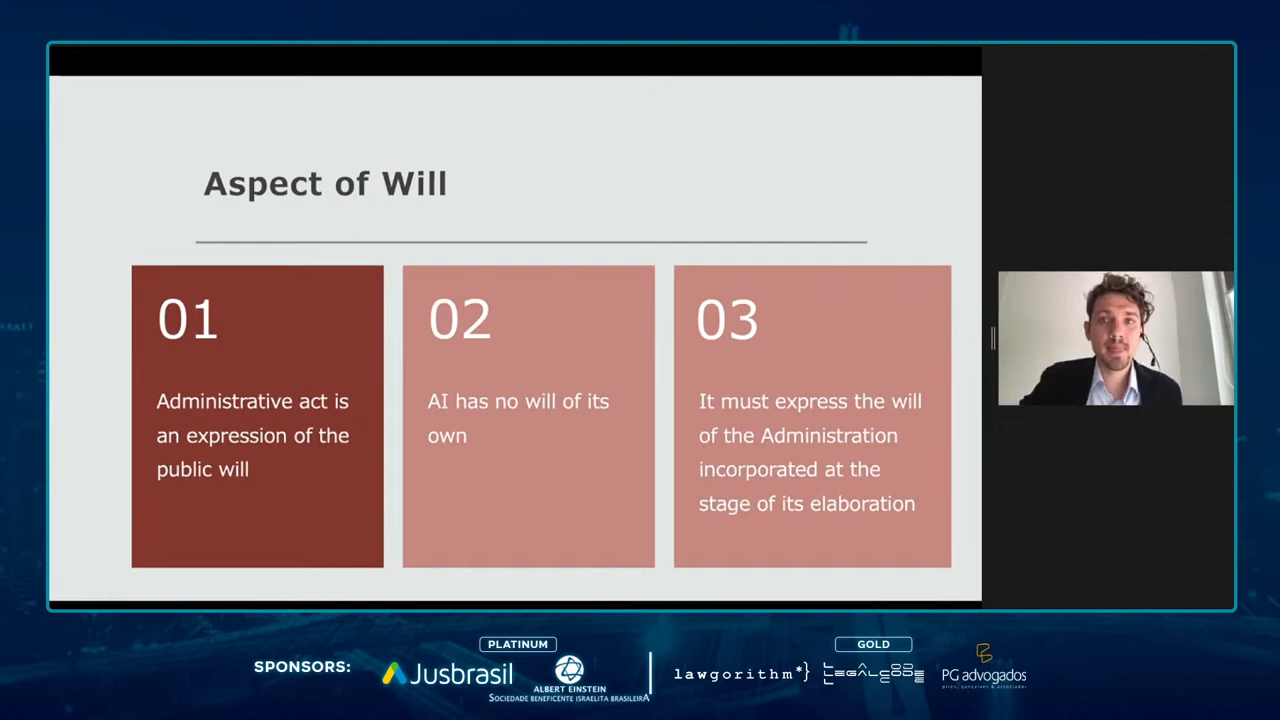 Aspect of Will
01
Administrative act is
an expression of the
public will
02
AI has no will of its
own
03
It must express the will
of the Administration
incorporated at the
stage of its elaboration
SPONSORS:
PLATINUM
Jusbrasil
ALBERT EINSTEIN
SOCIEDADE BENEFICENTE ISRAELITA BRASILEIRA
lawgorithm*}
GOLD
LEGALCODE
PG advogados